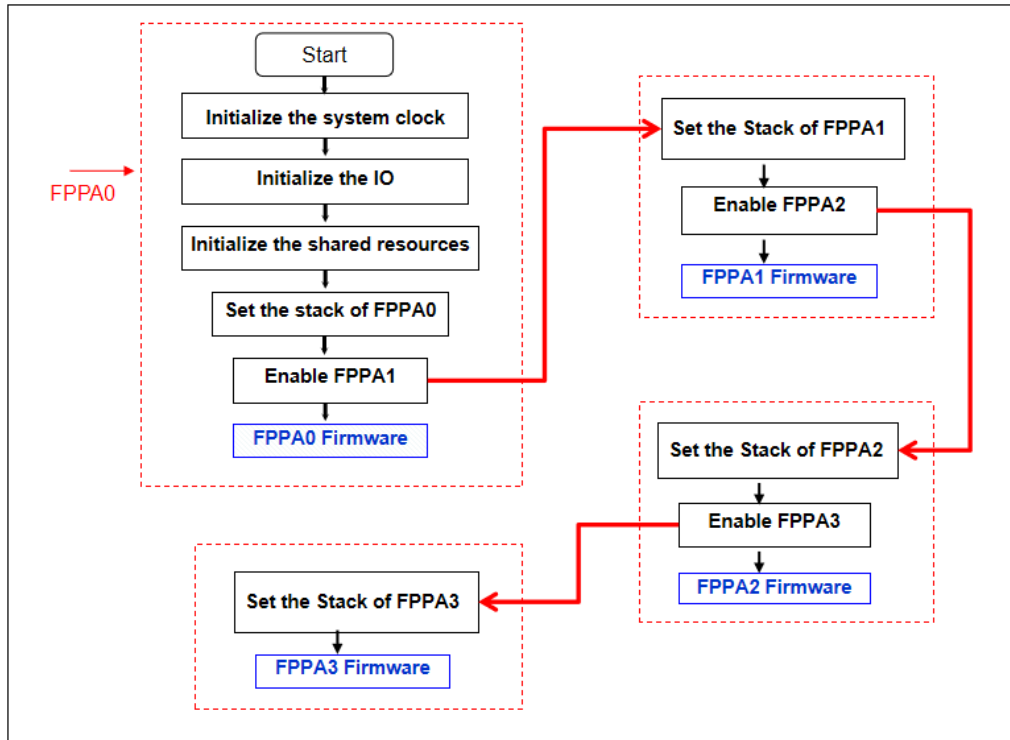 Start
Initialize the system clock
Initialize the IO
Initialize the shared resources
Set the stack of FPPA0
Enable FPPA1
FPPA0 Firmware
FPPA0
Set the Stack of FPPA1
Enable FPPA2
FPPA1 Firmware
Set the Stack of FPPA2
Enable FPPA3
FPPA2 Firmware
Set the Stack of FPPA3
FPPA3 Firmware